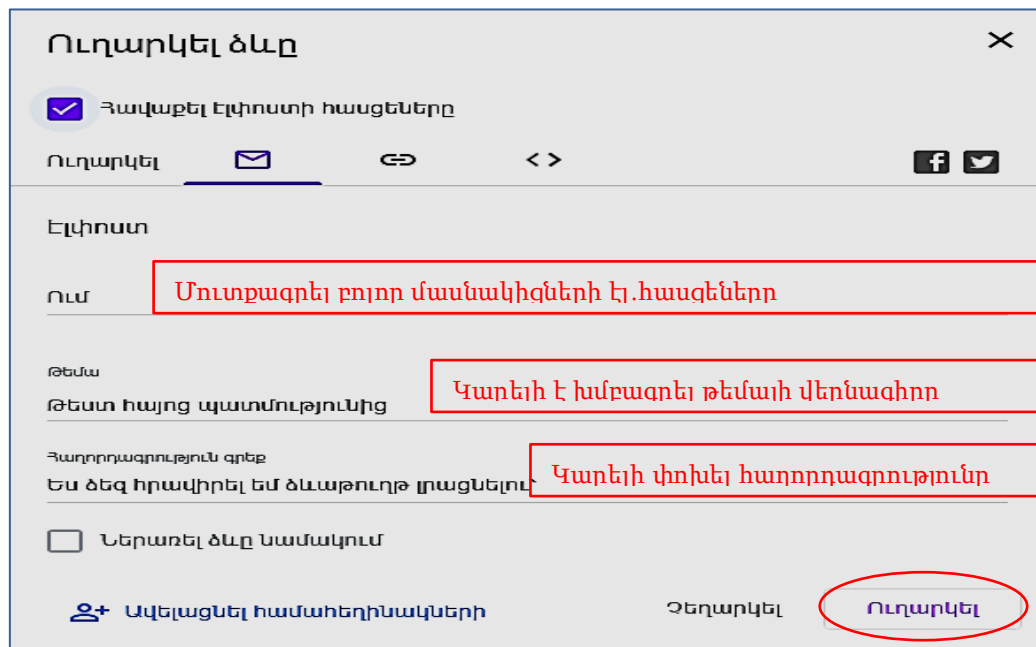 Ուղարկել ձևը
Հավաքել էլփոստի հասցեները
Ուղարկել
Էլփոստ
Ում
Մուտքագրել բոլոր մասնակիցների էլ.հասցեները
Թեմա
Թեստ հայոց պատմությունից
Կարելի է խմբագրել թեմայի վերնագիրը
Հաղորդագրություն գրեք
Ես ձեզ հրավիրել եմ ձևաթուղթ լրացնելու՝
Կարելի փոխել հաղորդագրությունը
Ներառել ձևը նամակում
Ավելացնել համահեղինակների
Չեղարկել
Ուղարկել